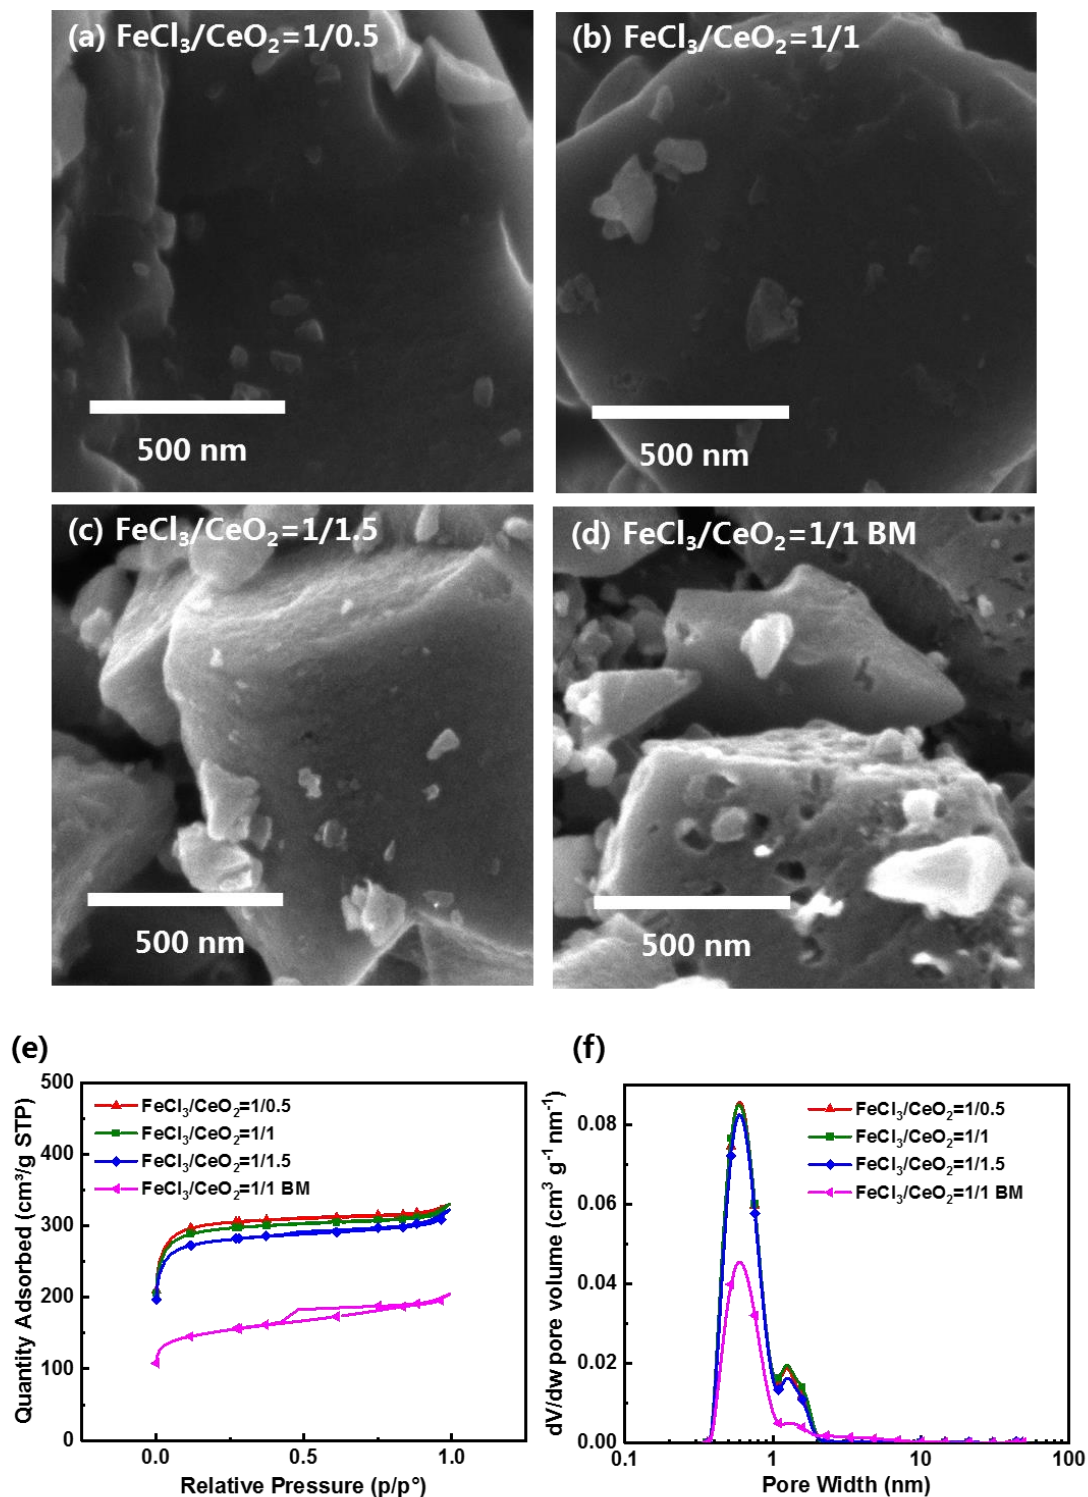 (a) FeCl₃/CeO₂=1/0.5
500 nm
(b) FeCl₃/CeO₂=1/1
500 nm
(c) FeCl₃/CeO₂=1/1.5
500 nm
(d) FeCl₃/CeO₂=1/1 BM
500 nm
(e)
Quantity Adsorbed (cm³/g STP)
500
400
300
200
100
0
FeCl₃/CeO₂=1/0.5
FeCl₃/CeO₂=1/1
FeCl₃/CeO₂=1/1.5
FeCl₃/CeO₂=1/1 BM
0.0
0.5
1.0
Relative Pressure (p/p°)
(f)
dV/dw pore volume (cm³ g⁻¹ nm⁻¹)
0.08
0.06
0.04
0.02
0.00
FeCl₃/CeO₂=1/0.5
FeCl₃/CeO₂=1/1
FeCl₃/CeO₂=1/1.5
FeCl₃/CeO₂=1/1 BM
0.1
1
10
100
Pore Width (nm)